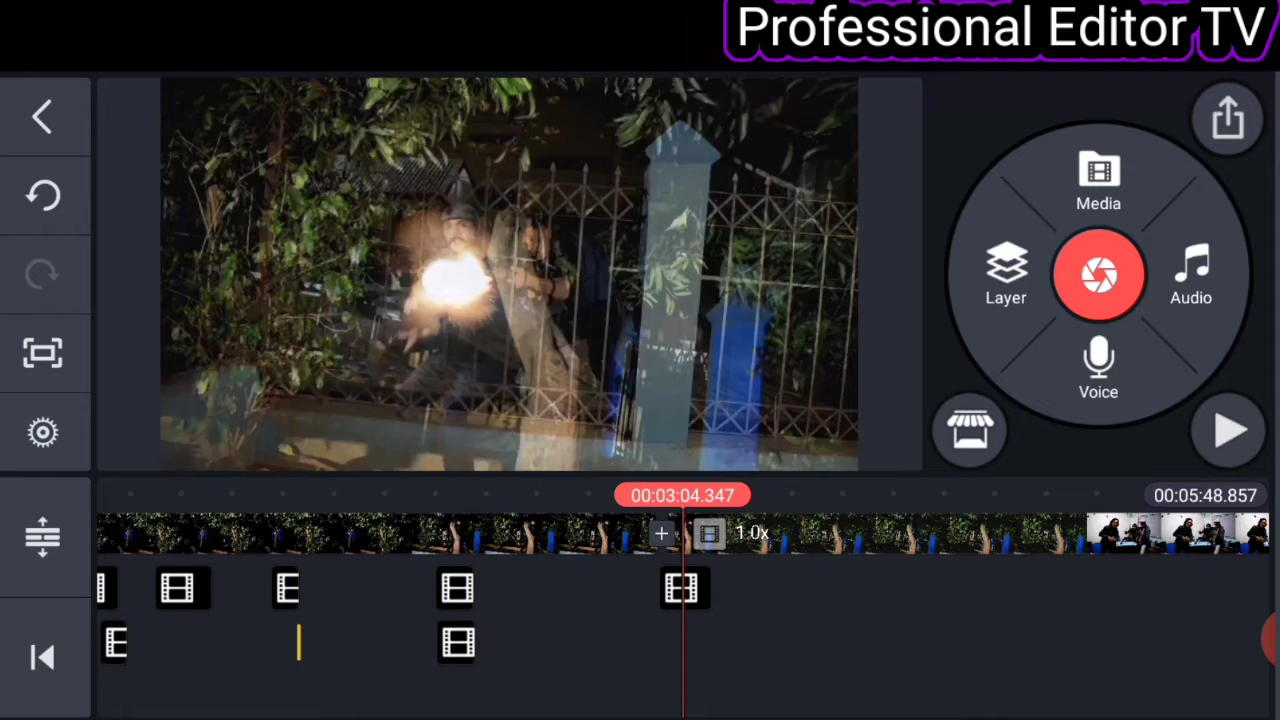 Professional Editor TV
Media
Layer
Audio
Voice
00:03:04.347
00:05:48.857
1.0x